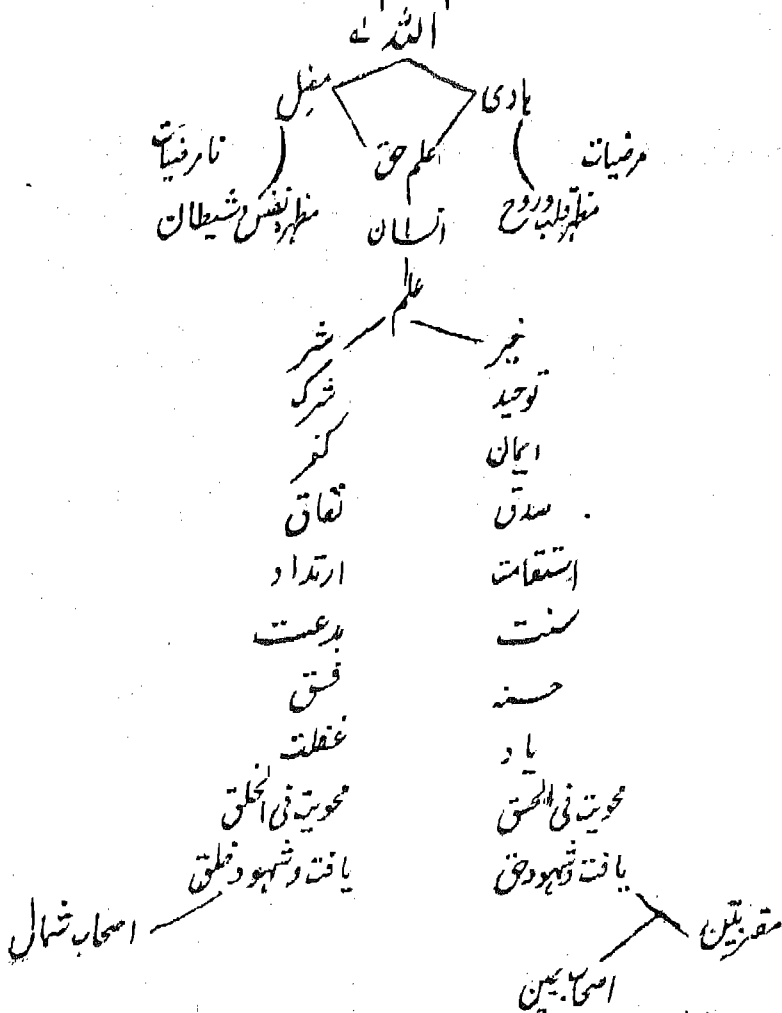 اللہ
ہادی مضل
مرضیات علم حق نا مرضیات
مظہر قلب و روح انسان مظہر نفس و شیطان
علم
خیر شر
توحید شرک
ایمان کفر
صدق نفاق
استقامت ارتداد
سنت بدعت
حسنہ فسق
یاد غفلت
محویت فی الحق محویت فی الخلق
یافت و شہود حق یافت و شہود خلق
مقربین اصحاب شمال
اصحاب یمین